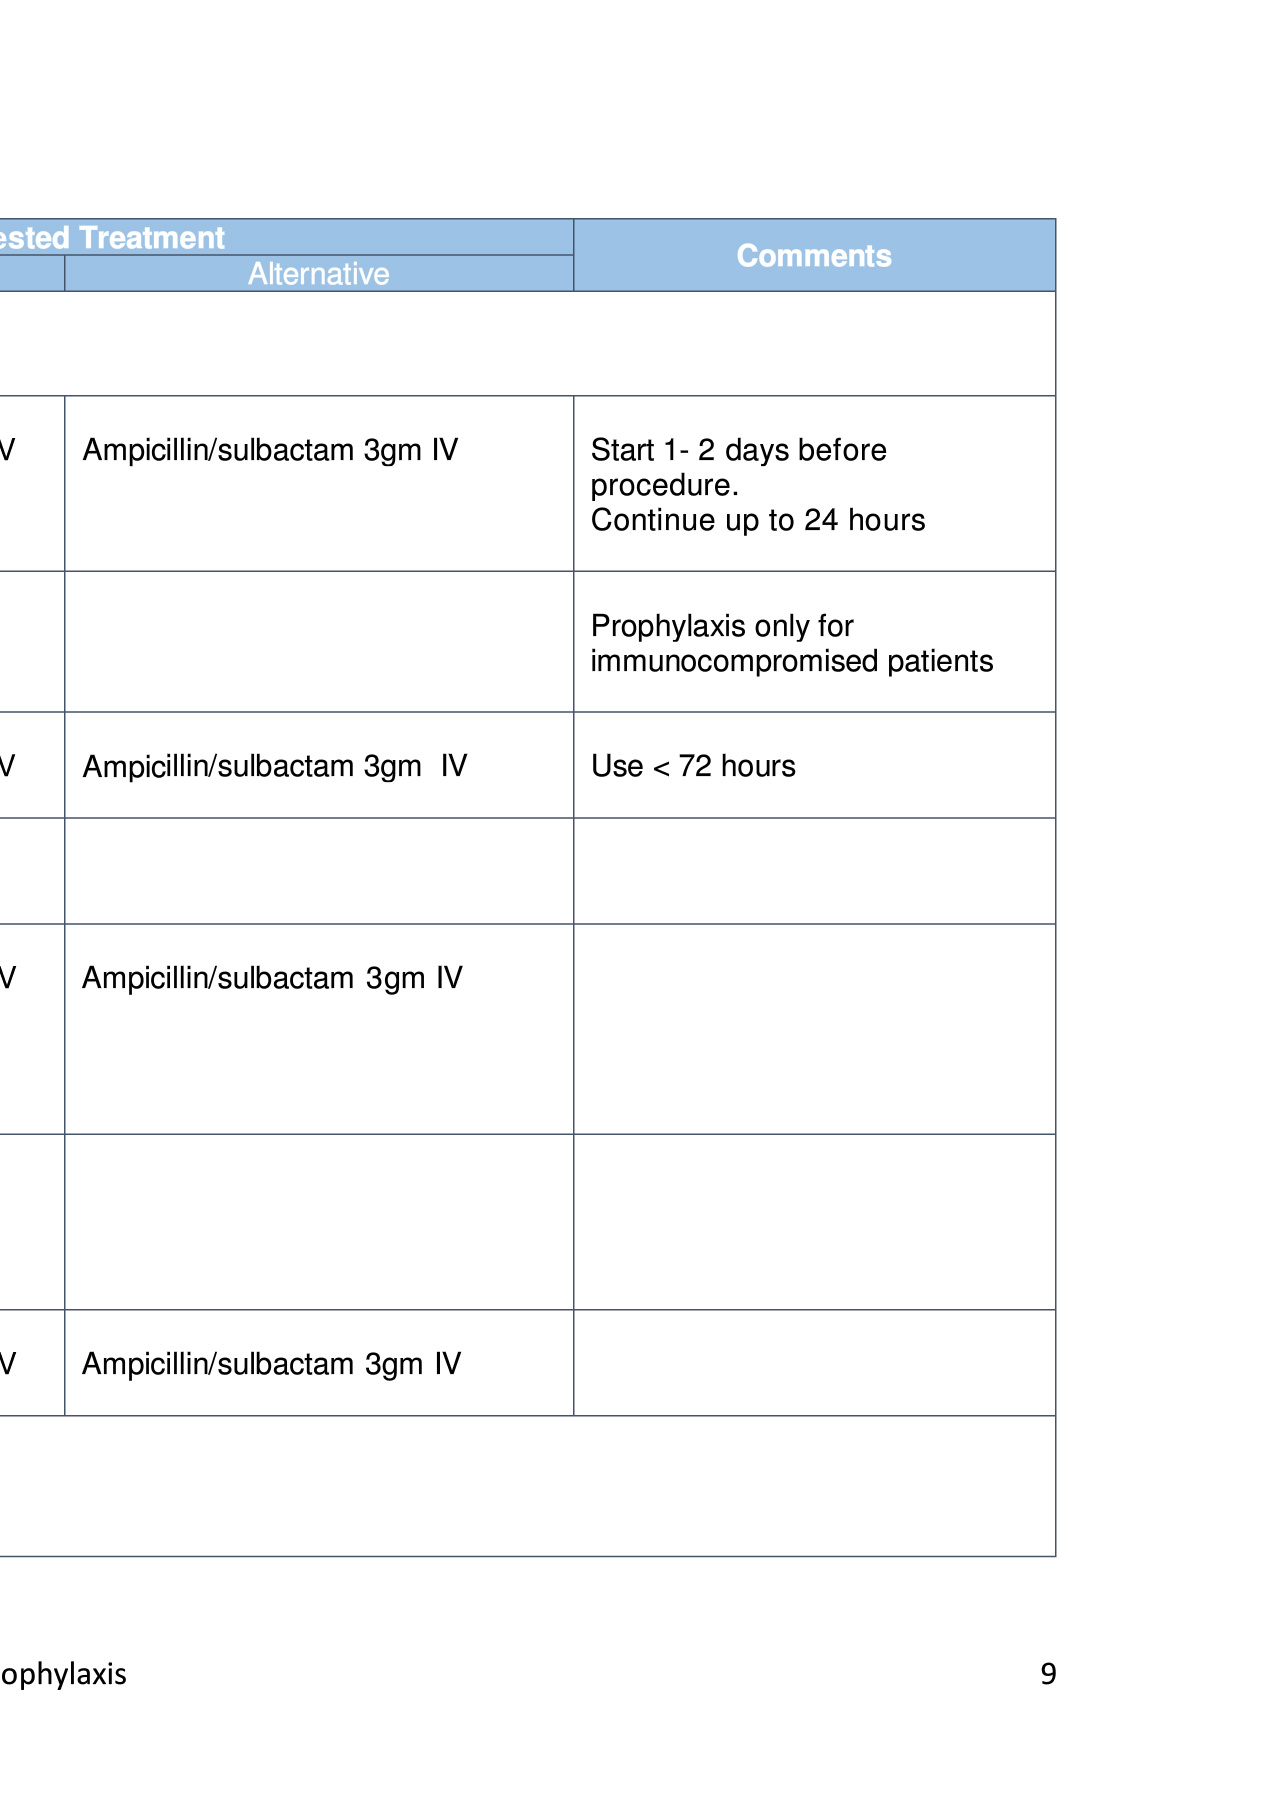 ested Treatment
Comments
Alternative
V
Ampicillin/sulbactam 3gm IV
Start 1- 2 days before
procedure.
Continue up to 24 hours
Prophylaxis only for
immunocompromised patients
V
Ampicillin/sulbactam 3gm  IV
Use < 72 hours
V
Ampicillin/sulbactam 3gm IV
V
Ampicillin/sulbactam 3gm IV
ophylaxis
9